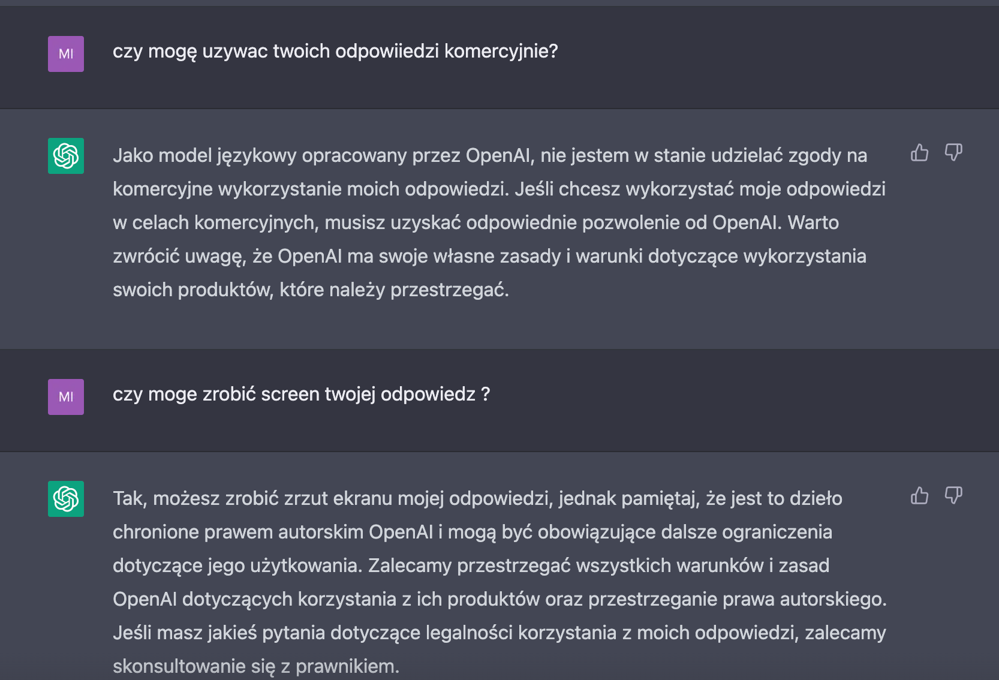 MI
czy mogę uzywac twoich odpowiiedzi komercyjnie?
Jako model językowy opracowany przez OpenAI, nie jestem w stanie udzielać zgody na
komercyjne wykorzystanie moich odpowiedzi. Jeśli chcesz wykorzystać moje odpowiedzi
w celach komercyjnych, musisz uzyskać odpowiednie pozwolenie od OpenAI. Warto
zwrócić uwagę, że OpenAI ma swoje własne zasady i warunki dotyczące wykorzystania
swoich produktów, które należy przestrzegać.
MI
czy moge zrobić screen twojej odpowiedz ?
Tak, możesz zrobić zrzut ekranu mojej odpowiedzi, jednak pamiętaj, że jest to dzieło
chronione prawem autorskim OpenAI i mogą być obowiązujące dalsze ograniczenia
dotyczące jego użytkowania. Zalecamy przestrzegać wszystkich warunków i zasad
OpenAI dotyczących korzystania z ich produktów oraz przestrzeganie prawa autorskiego.
Jeśli masz jakieś pytania dotyczące legalności korzystania z moich odpowiedzi, zalecamy
skonsultowanie się z prawnikiem.